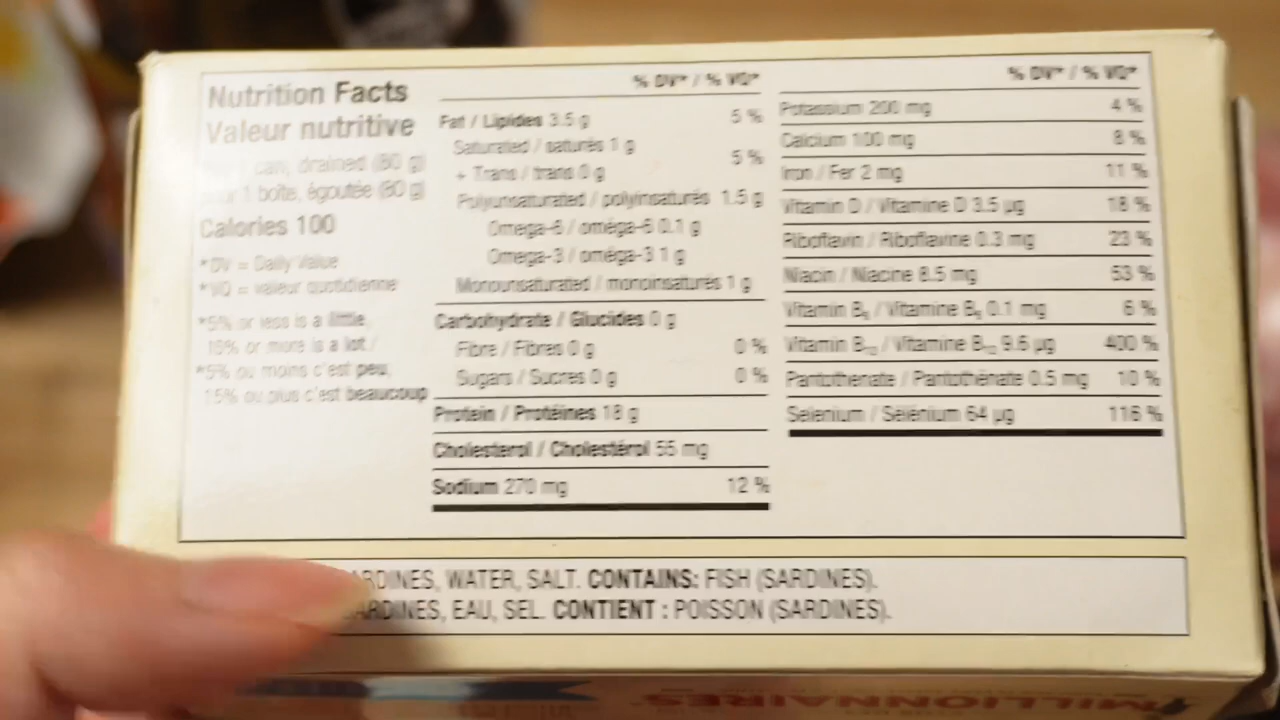 Nutrition Facts
Valeur nutritive
can, drained (80 g)
1 boîte, égoutée (80 g)
Calories 100
*DV = Daily Value
*VQ = valeur quotidienne
*5% or less is a little,
15% or more is a lot /
*5% ou moins c'est peu,
15% ou plus c'est beaucoup
% DV* / % VQ*
Fat / Lipides 3.5 g 5 %
Saturated / saturés 1 g
+ Trans / trans 0 g 5 %
Polyunsaturated / polyinsaturés 1.5 g
Omega-6 / oméga-6 0.1 g
Omega-3 / oméga-3 1 g
Monounsaturated / monoinsaturés 1 g
Carbohydrate / Glucides 0 g
Fibre / Fibres 0 g 0 %
Sugars / Sucres 0 g 0 %
Protein / Protéines 18 g
Cholesterol / Cholestérol 55 mg
Sodium 270 mg 12 %
% DV* / % VQ*
Potassium 200 mg 4 %
Calcium 100 mg 8 %
Iron / Fer 2 mg 11 %
Vitamin D / Vitamine D 3.5 µg 18 %
Riboflavin / Riboflavine 0.3 mg 23 %
Niacin / Niacine 8.5 mg 53 %
Vitamin B₆ / Vitamine B₆ 0.1 mg 6 %
Vitamin B₁₂ / Vitamine B₁₂ 9.6 µg 400 %
Pantothenate / Pantothénate 0.5 mg 10 %
Selenium / Sélénium 64 µg 116 %
RDINES, WATER, SALT. CONTAINS: FISH (SARDINES).
ARDINES, EAU, SEL. CONTIENT : POISSON (SARDINES).
MILLIONNAIRES